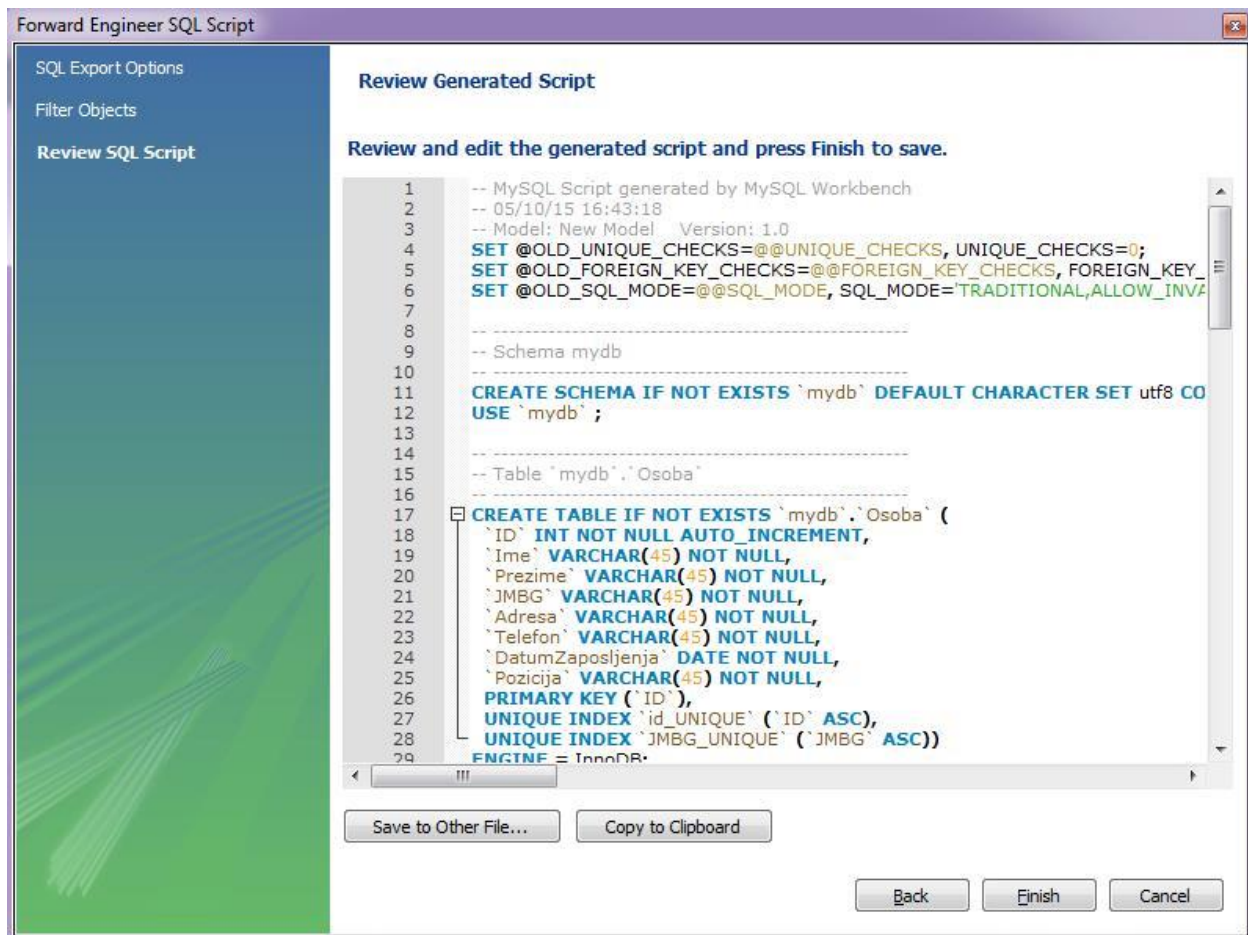 Forward Engineer SQL Script
SQL Export Options
Filter Objects
Review SQL Script
Review Generated Script
Review and edit the generated script and press Finish to save.
1 -- MySQL Script generated by MySQL Workbench
2 -- 05/10/15 16:43:18
3 -- Model: New Model    Version: 1.0
4 SET @OLD_UNIQUE_CHECKS=@@UNIQUE_CHECKS, UNIQUE_CHECKS=0;
5 SET @OLD_FOREIGN_KEY_CHECKS=@@FOREIGN_KEY_CHECKS, FOREIGN_KEY_
6 SET @OLD_SQL_MODE=@@SQL_MODE, SQL_MODE='TRADITIONAL,ALLOW_INVA
7
8 -- -----------------------------------------------------
9 -- Schema mydb
10 -- -----------------------------------------------------
11 CREATE SCHEMA IF NOT EXISTS `mydb` DEFAULT CHARACTER SET utf8 CO
12 USE `mydb` ;
13
14 -- -----------------------------------------------------
15 -- Table `mydb`.`Osoba`
16 -- -----------------------------------------------------
17 CREATE TABLE IF NOT EXISTS `mydb`.`Osoba` (
18 `ID` INT NOT NULL AUTO_INCREMENT,
19 `Ime` VARCHAR(45) NOT NULL,
20 `Prezime` VARCHAR(45) NOT NULL,
21 `JMBG` VARCHAR(45) NOT NULL,
22 `Adresa` VARCHAR(45) NOT NULL,
23 `Telefon` VARCHAR(45) NOT NULL,
24 `DatumZaposljenja` DATE NOT NULL,
25 `Pozicija` VARCHAR(45) NOT NULL,
26 PRIMARY KEY (`ID`),
27 UNIQUE INDEX `id_UNIQUE` (`ID` ASC),
28 UNIQUE INDEX `JMBG_UNIQUE` (`JMBG` ASC))
29 ENGINE = InnoDB;
Save to Other File...
Copy to Clipboard
Back
Finish
Cancel